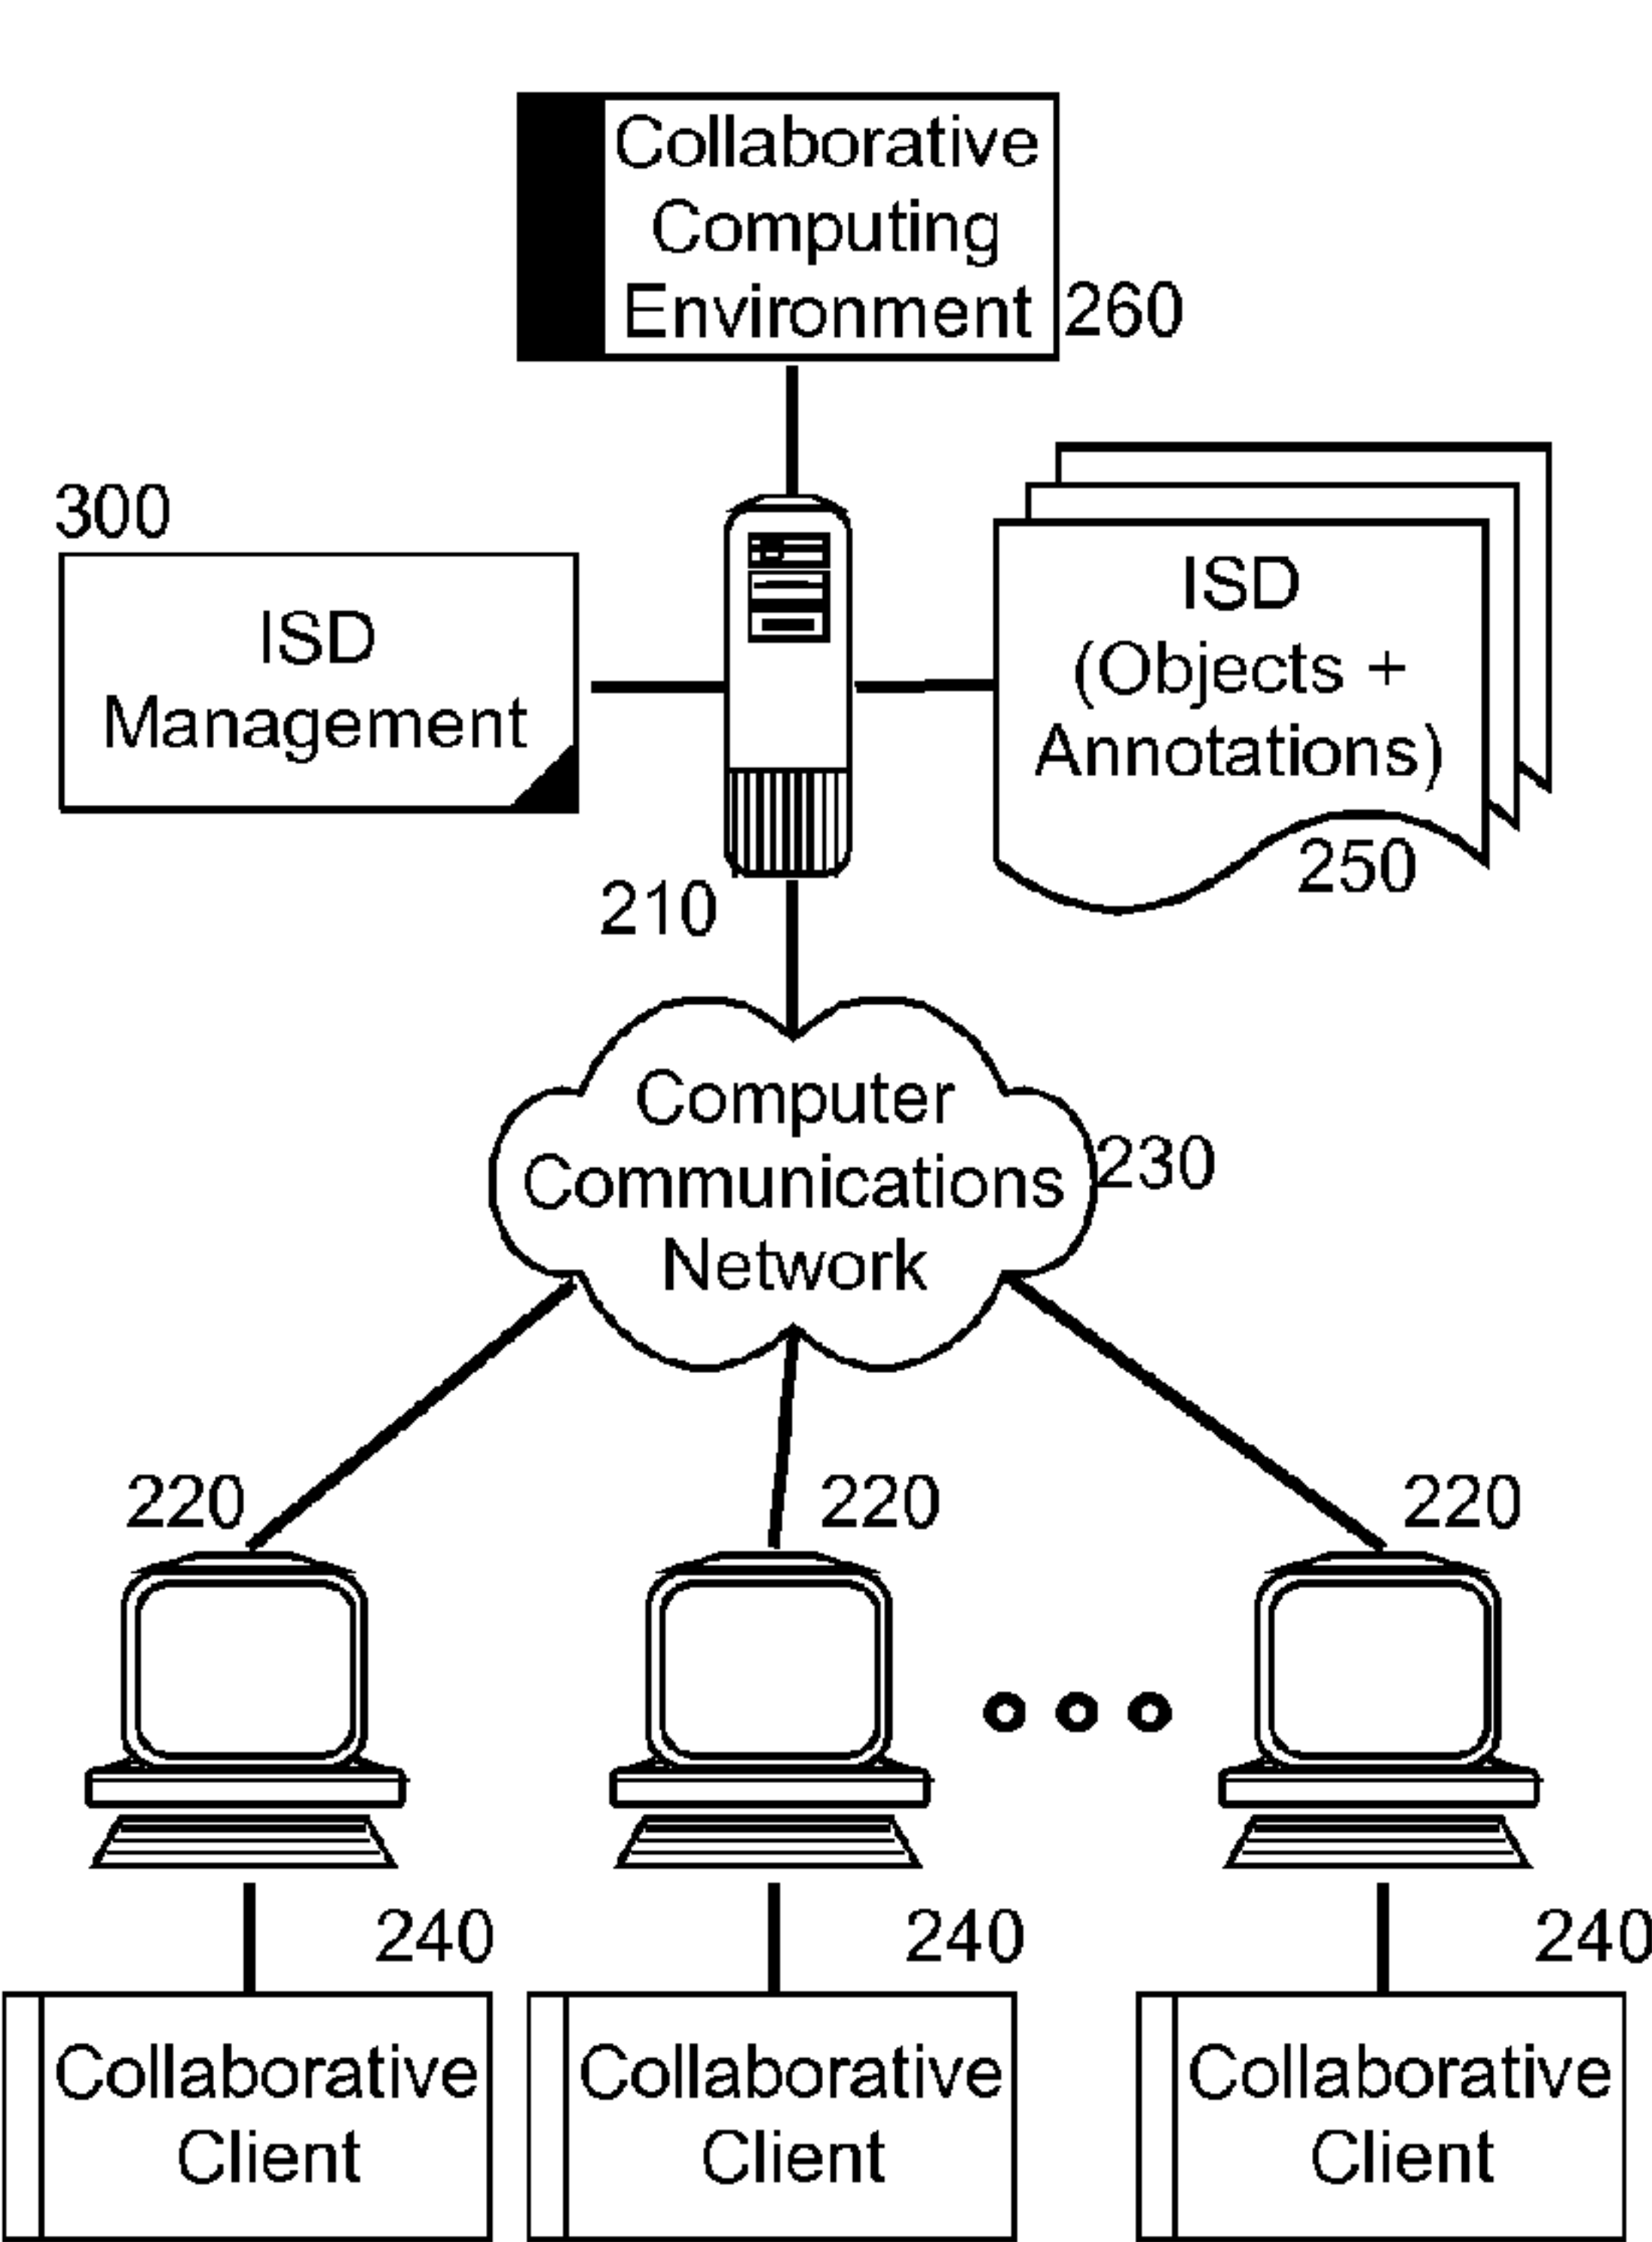 Collaborative
Computing
Environment
260
300
ISD
Management
ISD
(Objects +
Annotations)
250
210
Computer
Communications
Network
230
220
220
220
240
240
240
Collaborative
Client
Collaborative
Client
Collaborative
Client